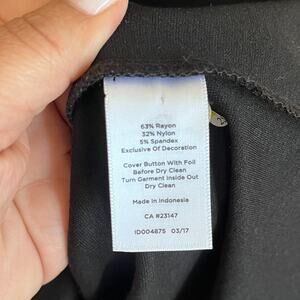 63% Rayon
32% Nylon
5% Spandex
Exclusive Of Decoration
Cover Button With Foil
Before Dry Clean
Turn Garment Inside Out
Dry Clean
Made in Indonesia
CA #23147
ID004875 03/17